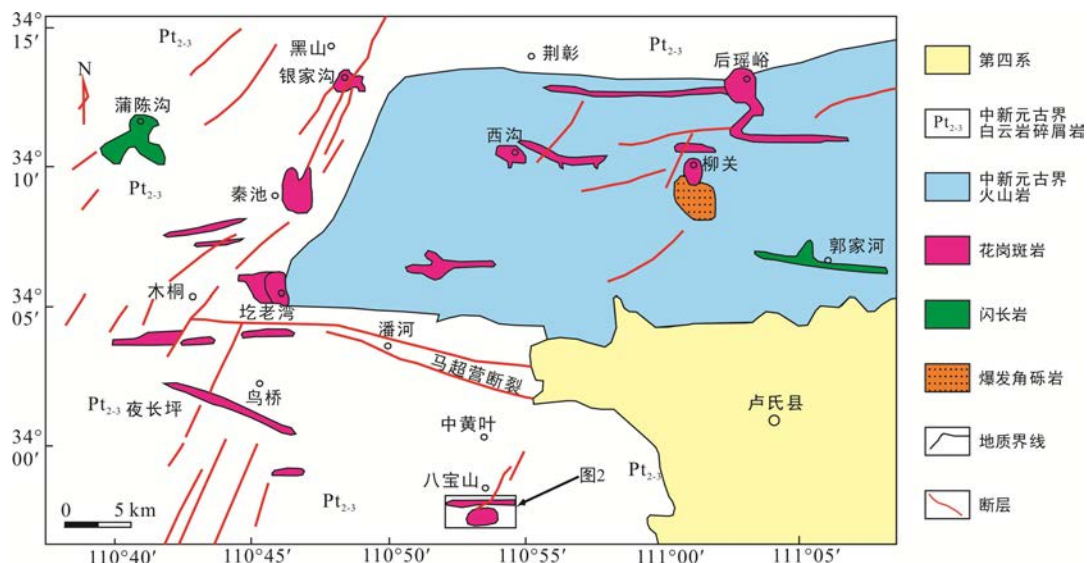 34°
15′
34°
10′
34°
05′
34°
00′
Pt₂₋₃
黑山
荆彰
Pt₂₋₃
后瑶峪
N
银家沟
蒲陈沟
西沟
柳关
Pt₂₋₃
秦池
郭家河
木桐
圪老湾
潘河
马超营断裂
Pt₂₋₃
夜长坪
鸟桥
卢氏县
中黄叶
八宝山
图2
Pt₂₋₃
Pt₂₋₃
0
5 km
110°40′
110°45′
110°50′
110°55′
111°00′
111°05′
第四系
Pt₂₋₃
中新元古界
白云岩碎屑岩
中新元古界
火山岩
花岗斑岩
闪长岩
爆发角砾岩
地质界线
断层